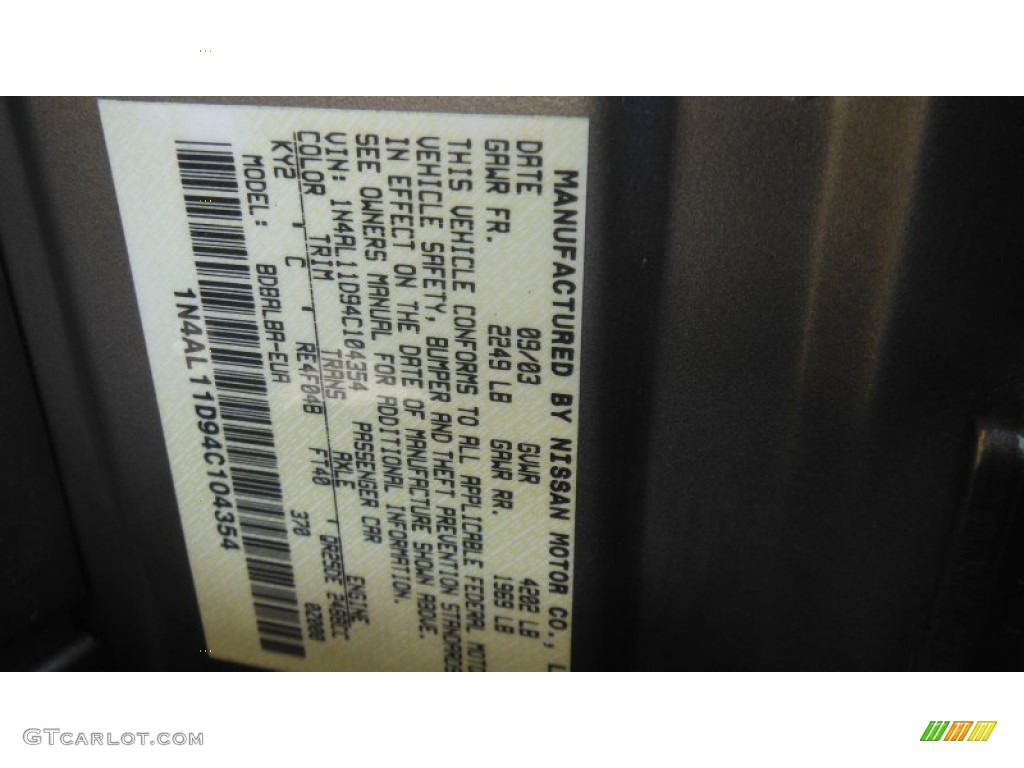 MANUFACTURED BY NISSAN MOTOR CO., L
DATE 09/03 GVWR 4202 LB
GAWR FR. 2249 LB GAWR RR. 1969 LB
THIS VEHICLE CONFORMS TO ALL APPLICABLE FEDERAL MOTO
VEHICLE SAFETY, BUMPER AND THEFT PREVENTION STANDARDS
IN EFFECT ON THE DATE OF MANUFACTURE SHOWN ABOVE.
SEE OWNERS MANUAL FOR ADDITIONAL INFORMATION.
VIN: 1N4AL11D94C104354 PASSENGER CAR
COLOR TRIM TRANS AXLE ENGINE
KY2 C RE4F04B FT40 QR25DE 2488CC
MODEL: BDBALBA-EUA 370 02000
1N4AL11D94C104354
GTCARLOT.COM